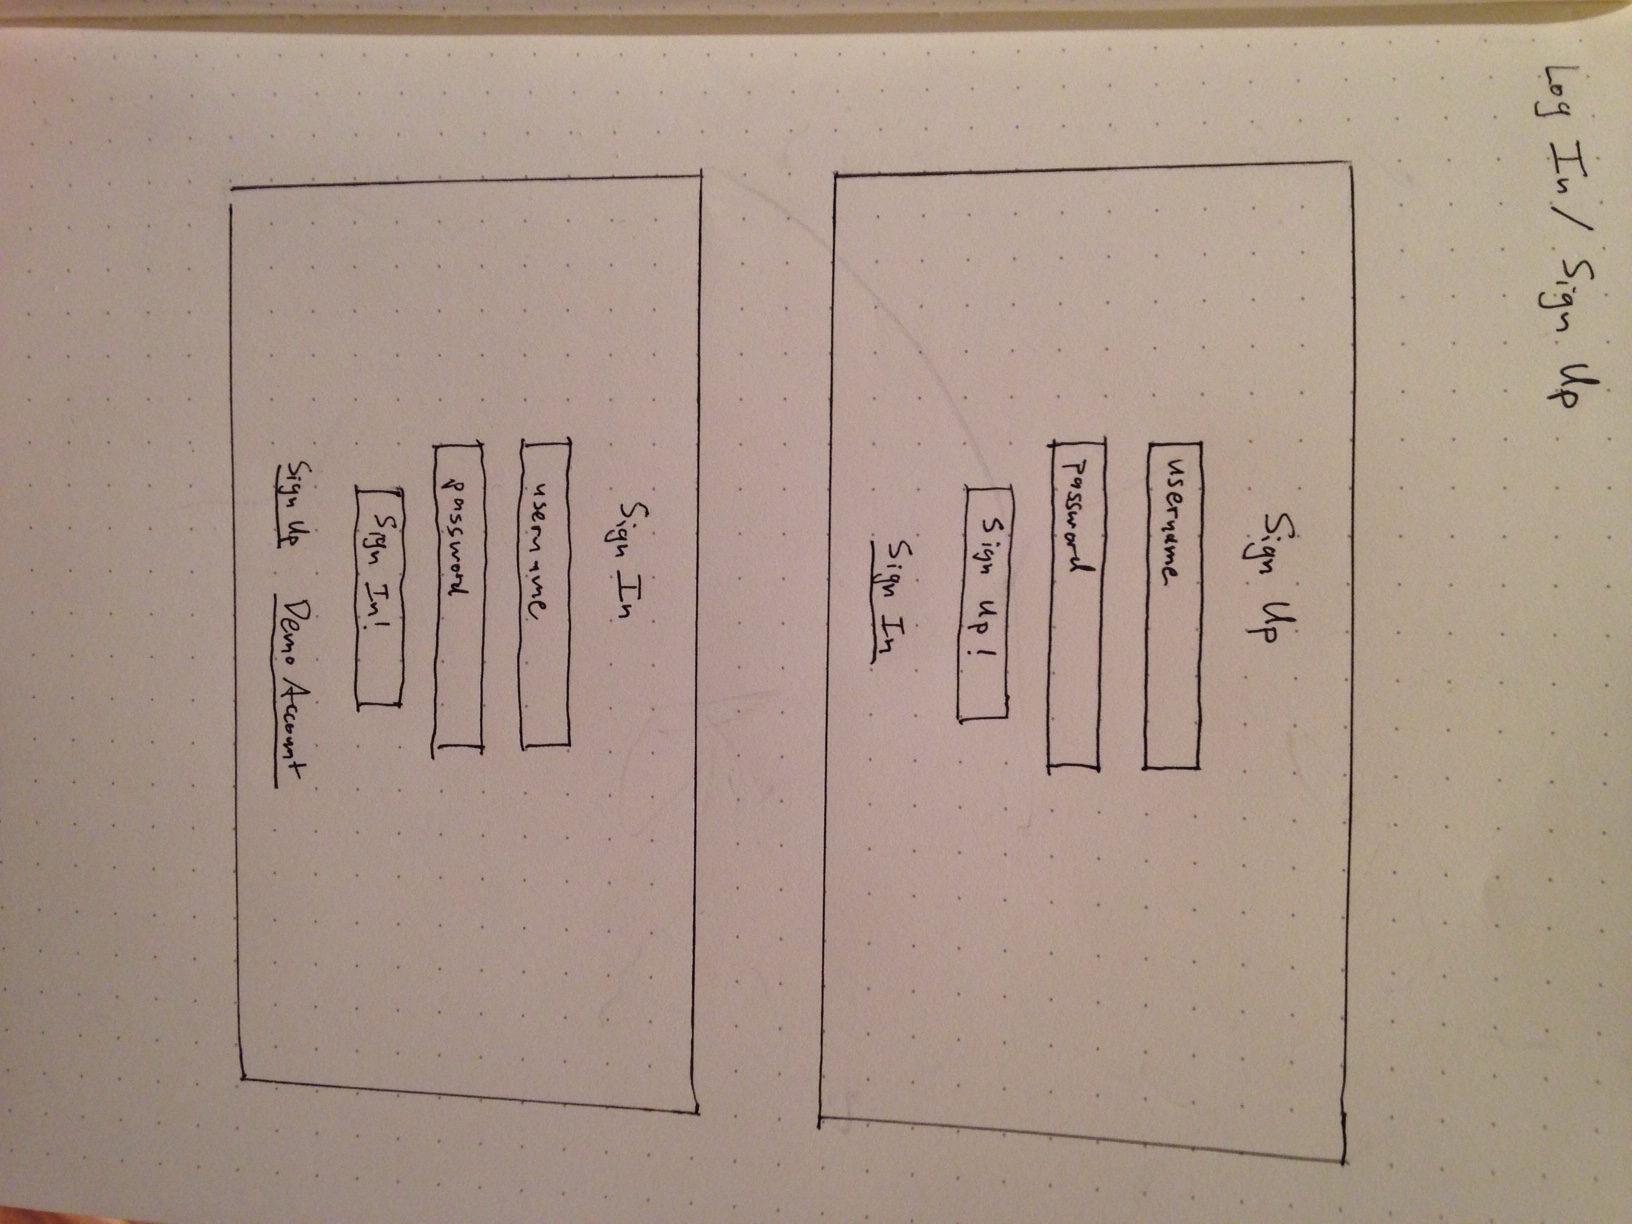 Log In / Sign Up
Sign Up
username
password
Sign Up!
Sign In
Sign In
username
password
Sign In!
Sign Up Demo Account